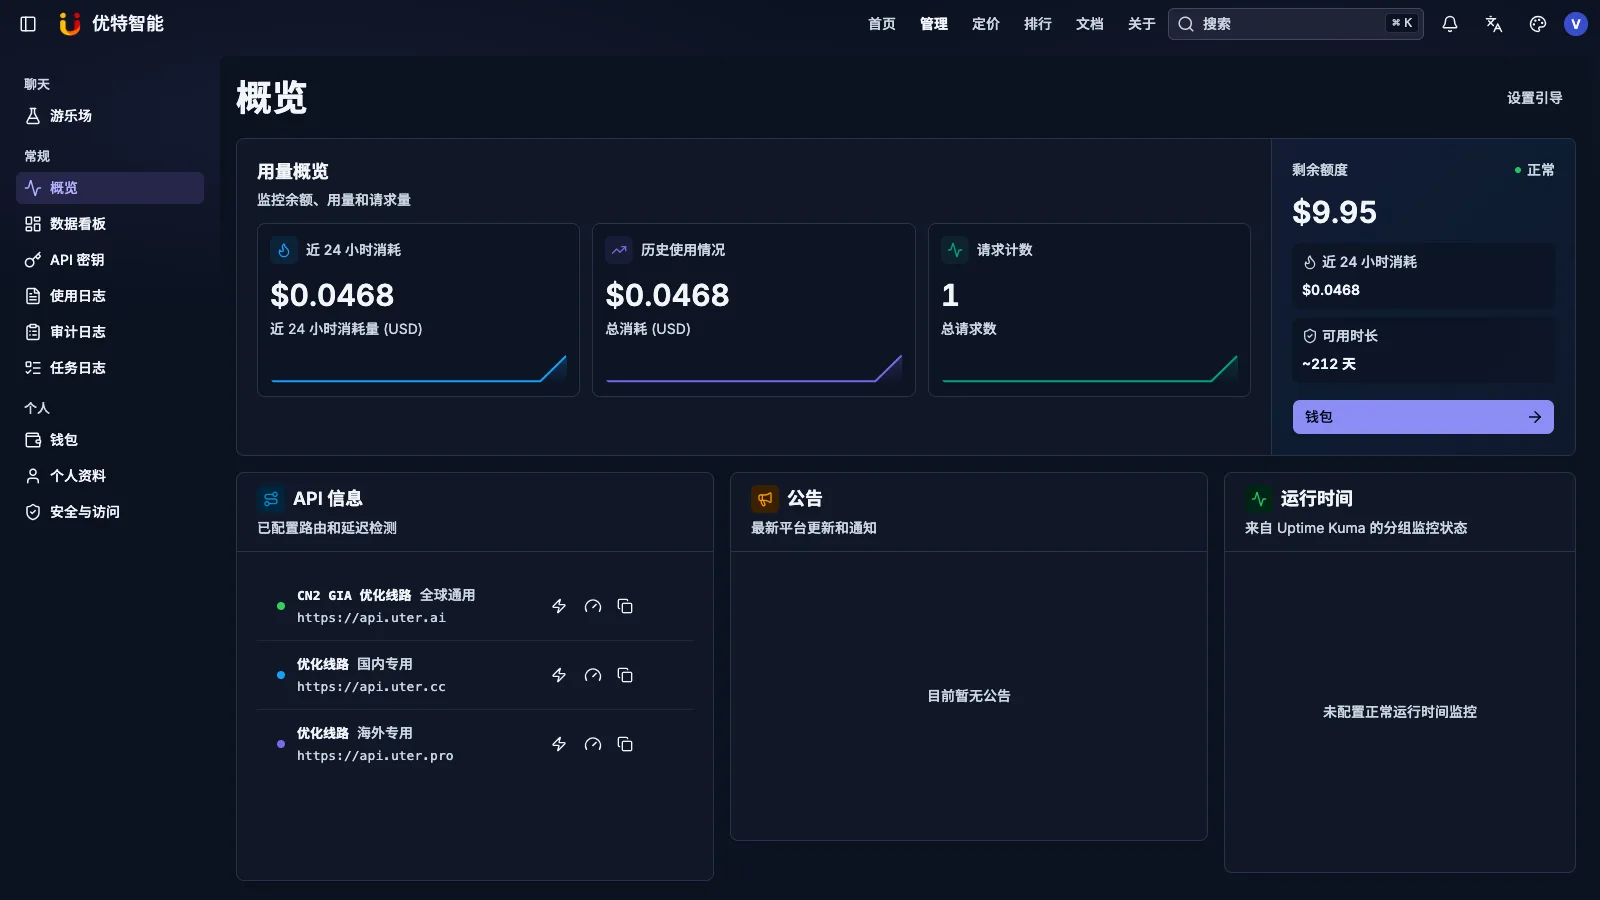 优特智能
首页 管理 定价 排行 文档 关于 搜索 ⌘ K V
聊天
游乐场
常规
概览
数据看板
API 密钥
使用日志
审计日志
任务日志
个人
钱包
个人资料
安全与访问
概览
设置引导
用量概览
监控余额、用量和请求量
近 24 小时消耗
$0.0468
近 24 小时消耗量 (USD)
历史使用情况
$0.0468
总消耗 (USD)
请求计数
1
总请求数
剩余额度 正常
$9.95
近 24 小时消耗
$0.0468
可用时长
~212 天
钱包
API 信息
已配置路由和延迟检测
CN2 GIA 优化线路 全球通用
https://api.uter.ai
优化线路 国内专用
https://api.uter.cc
优化线路 海外专用
https://api.uter.pro
公告
最新平台更新和通知
目前暂无公告
运行时间
来自 Uptime Kuma 的分组监控状态
未配置正常运行时间监控